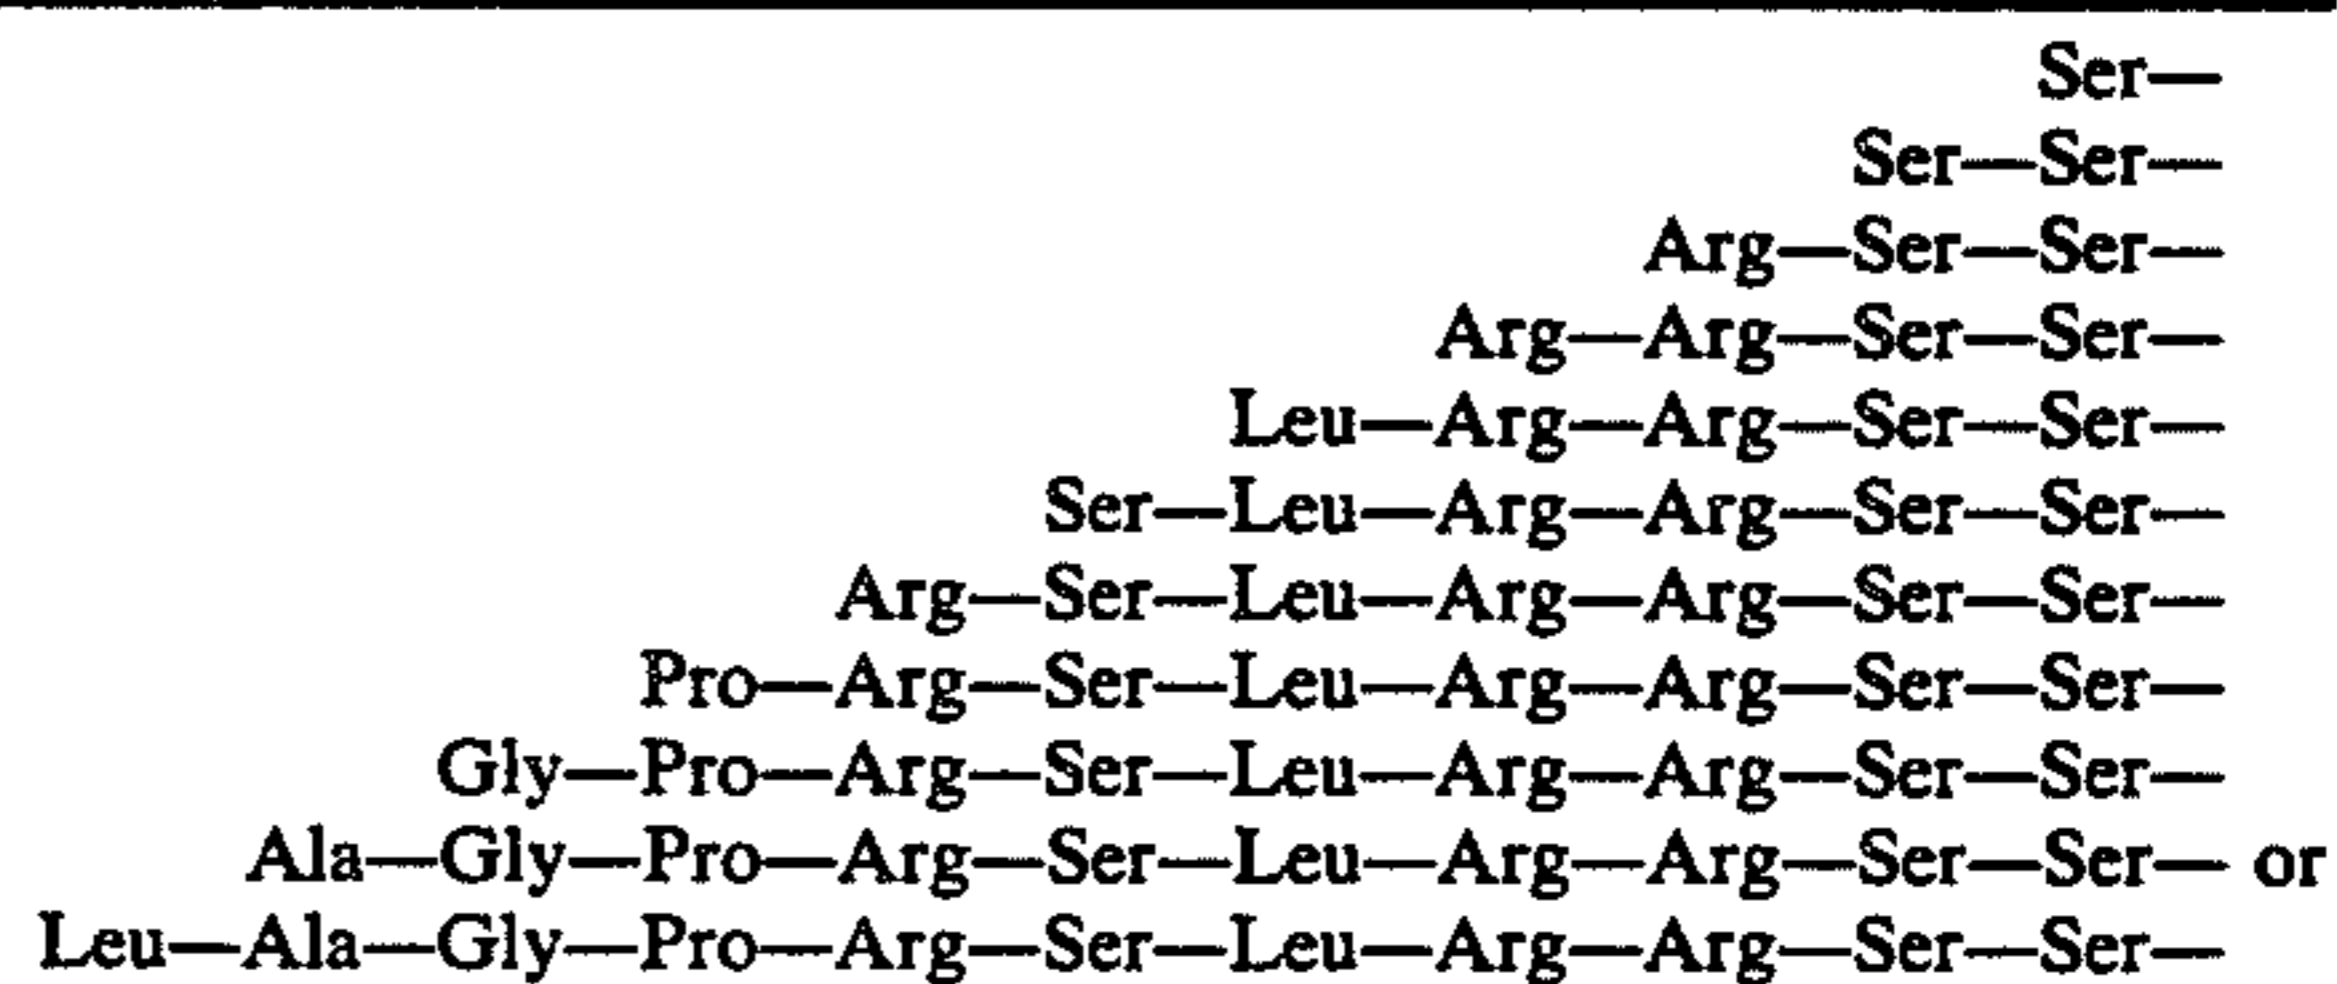 Ser—
Ser—Ser—
Arg—Ser—Ser—
Arg—Arg—Ser—Ser—
Leu—Arg—Arg—Ser—Ser—
Ser—Leu—Arg—Arg—Ser—Ser—
Arg—Ser—Leu—Arg—Arg—Ser—Ser—
Pro—Arg—Ser—Leu—Arg—Arg—Ser—Ser—
Gly—Pro—Arg—Ser—Leu—Arg—Arg—Ser—Ser—
Ala—Gly—Pro—Arg—Ser—Leu—Arg—Arg—Ser—Ser— or
Leu—Ala—Gly—Pro—Arg—Ser—Leu—Arg—Arg—Ser—Ser—